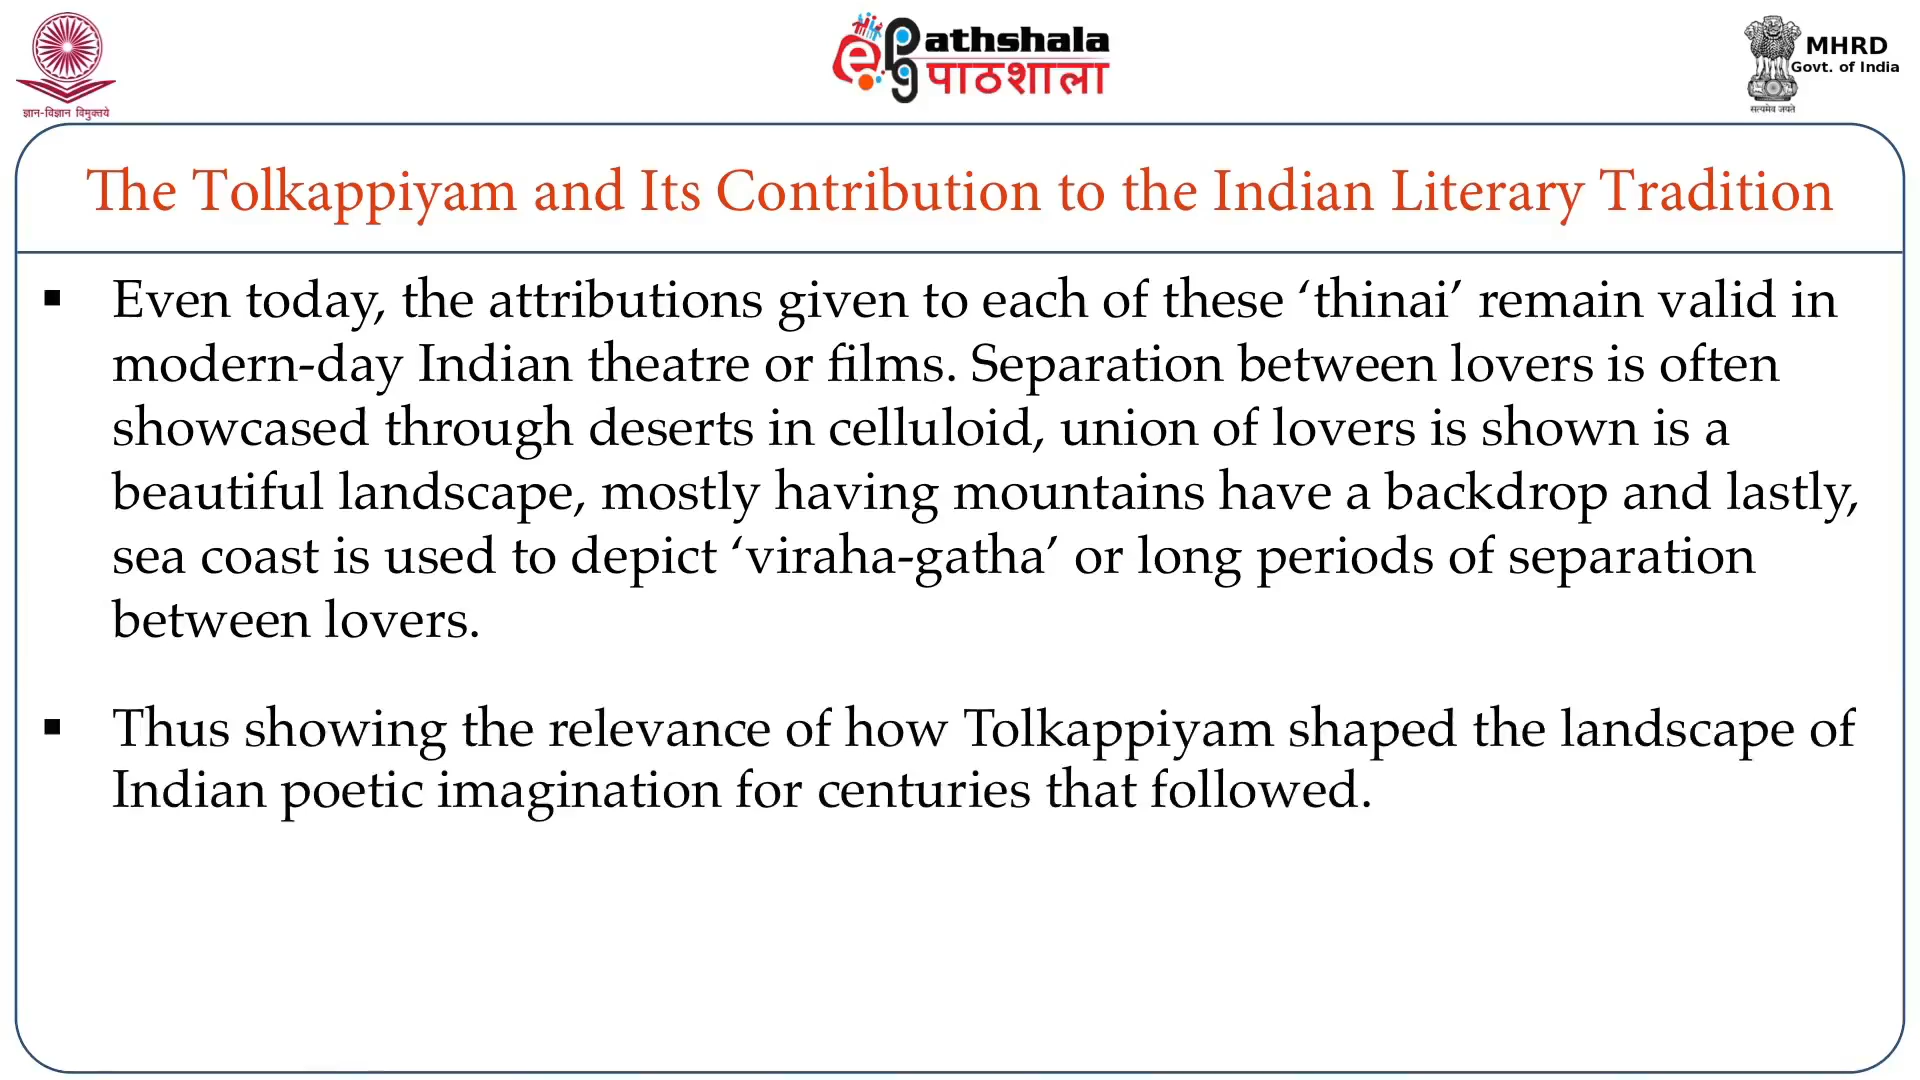 ज्ञान-विज्ञान विमुक्तये
ePG Pathshala
पाठशाला
MHRD
Govt. of India
सत्यमेव जयते
The Tolkappiyam and Its Contribution to the Indian Literary Tradition
▪ Even today, the attributions given to each of these ‘thinai’ remain valid in
modern-day Indian theatre or films. Separation between lovers is often
showcased through deserts in celluloid, union of lovers is shown is a
beautiful landscape, mostly having mountains have a backdrop and lastly,
sea coast is used to depict ‘viraha-gatha’ or long periods of separation
between lovers.
▪ Thus showing the relevance of how Tolkappiyam shaped the landscape of
Indian poetic imagination for centuries that followed.